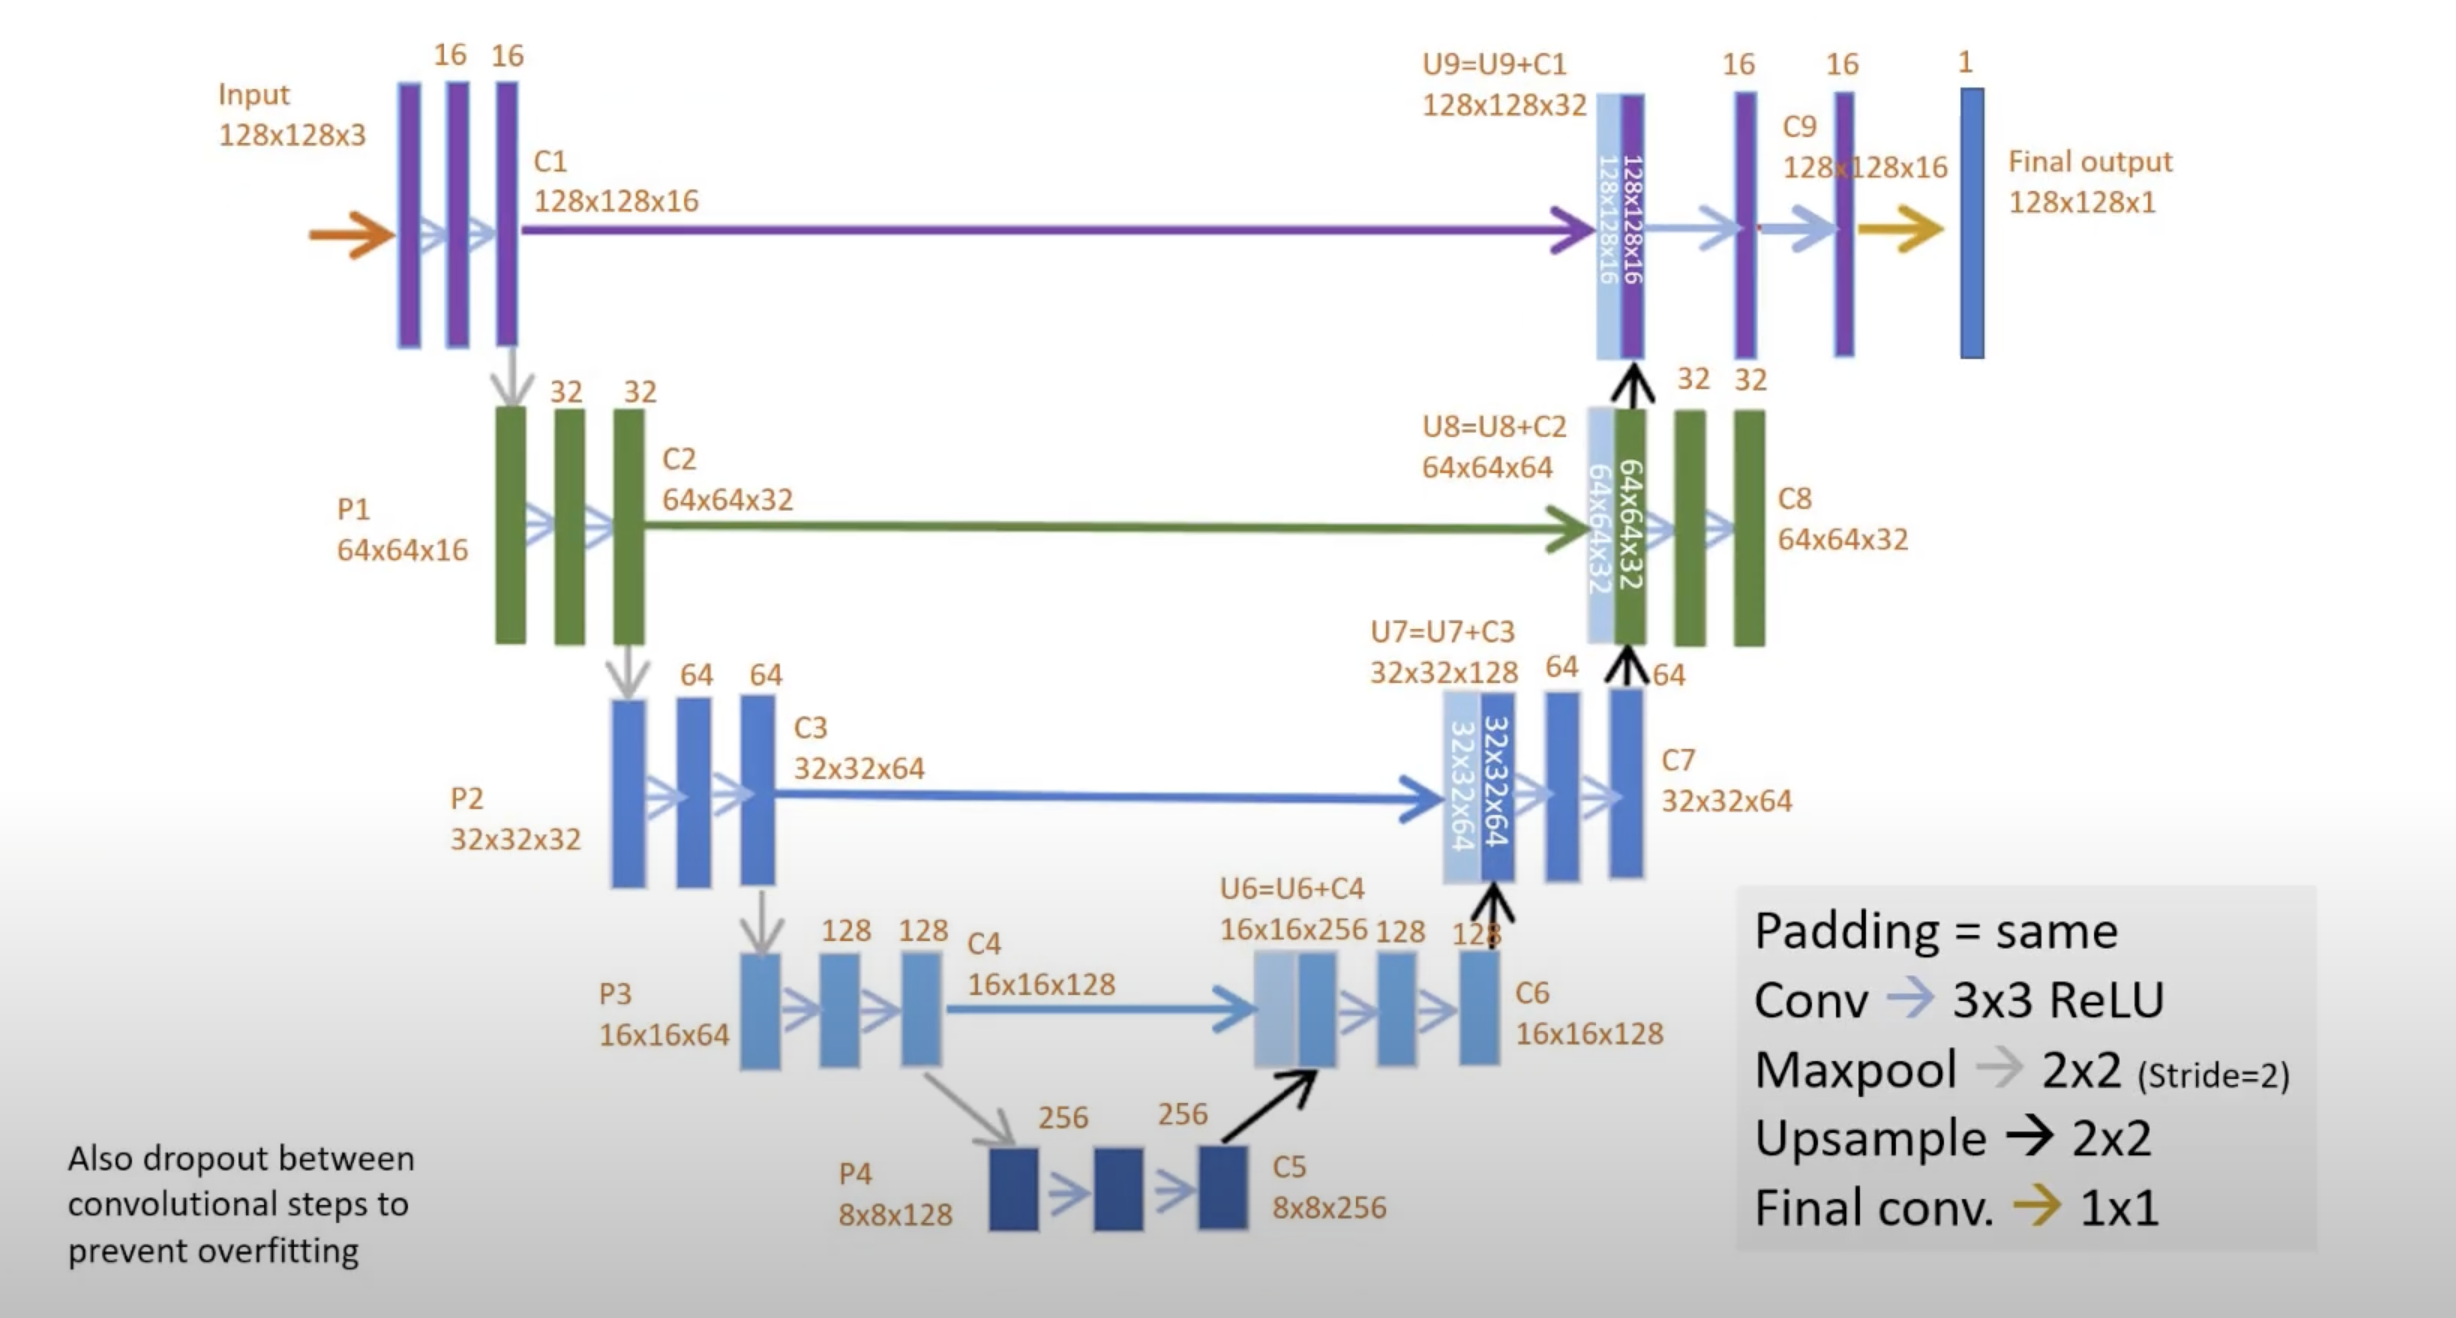 16 16
Input
128x128x3
C1
128x128x16
U9=U9+C1
128x128x32
128x128x16
128x128x16
16
16
1
C9
128x128x16
Final output
128x128x1
32 32
P1
64x64x16
C2
64x64x32
U8=U8+C2
64x64x64
64x64x32
64x64x32
32 32
C8
64x64x32
64 64
P2
32x32x32
C3
32x32x64
U7=U7+C3
32x32x128
32x32x64
32x32x64
64
64
C7
32x32x64
128 128
P3
16x16x64
C4
16x16x128
U6=U6+C4
16x16x256
128
128
C6
16x16x128
256
256
P4
8x8x128
C5
8x8x256
Also dropout between
convolutional steps to
prevent overfitting
Padding = same
Conv → 3x3 ReLU
Maxpool → 2x2 (Stride=2)
Upsample → 2x2
Final conv. → 1x1